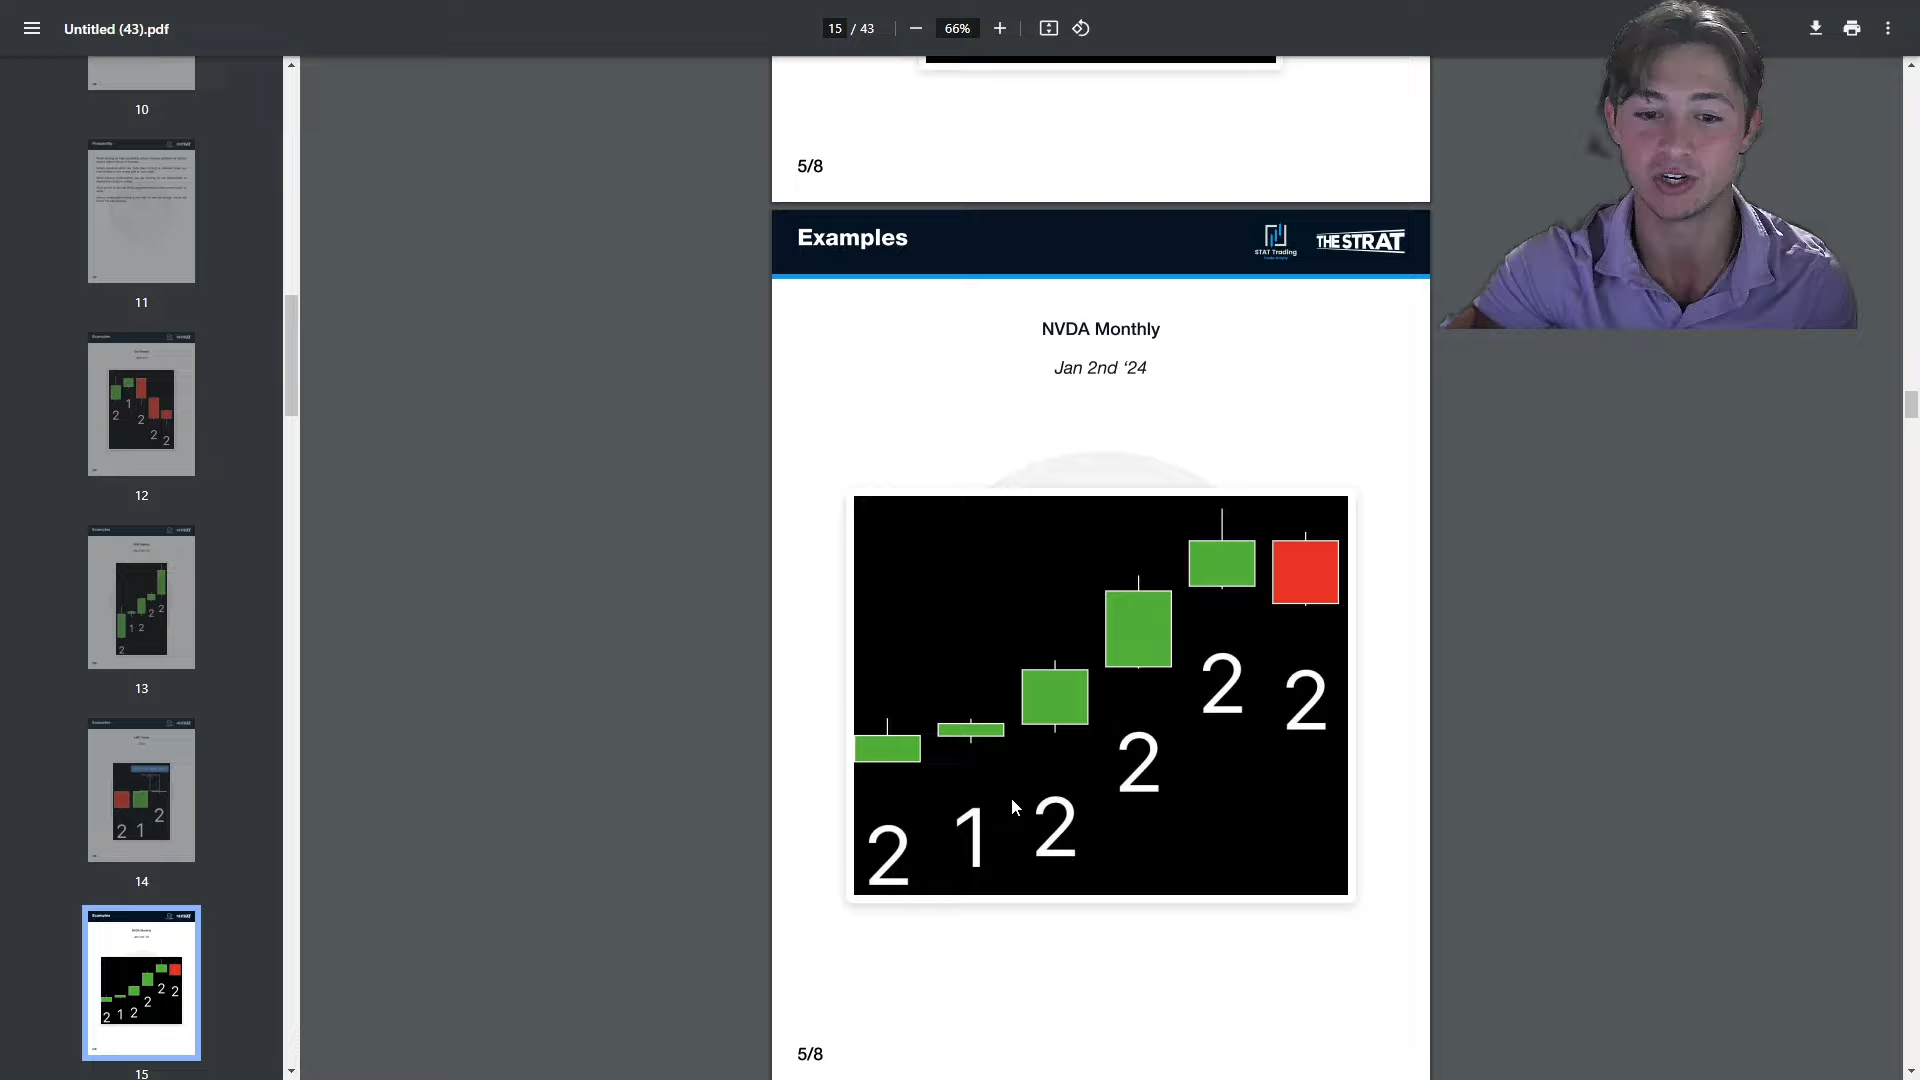 Untitled (43).pdf
15 / 43
66%
10
11
12
13
14
15
5/8
Examples
STAT Trading
THE STRAT
NVDA Monthly
Jan 2nd ‘24
2 1 2 2 2 2
5/8